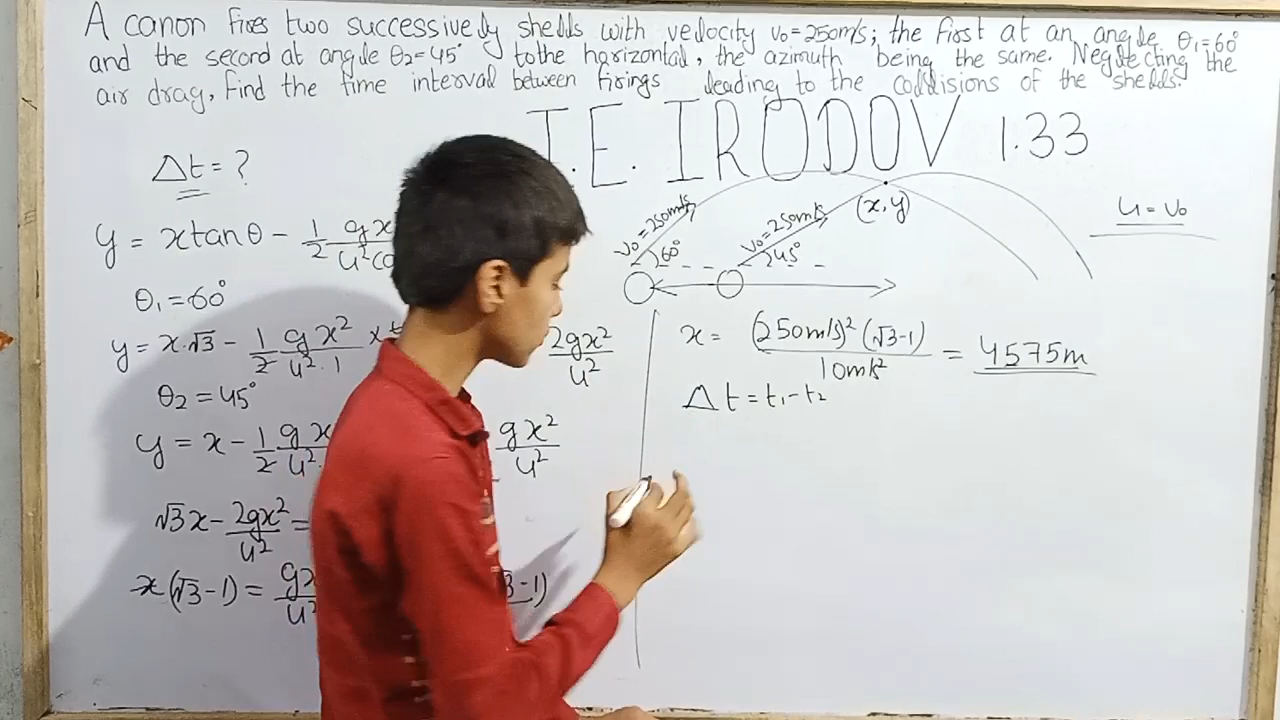 A canon fires two successively shells with velocity v₀=250m/s; the first at an angle θ₁=60°
and the second at angle θ2=45° to the horizontal, the azimuth being the same. Neglecting the
air drag, Find the time interval between firings leading to the collisions of the shells.
I.E. IRODOV 1.33
Δt = ?
v₀=250m/s
60°
v₀=250m/s
45°
(x,y)
u = v₀
y = x tanθ - 1/2 gx
θ₁=60°
y = x·√3 - 1/2 gx²/u²·1 × 2gx²/u²
θ2 = 45°
y = x - 1/2 gx/u² gx²/u²
√3x - 2gx²/u² =
x(√3-1) = gx/u² √3-1)
x = (250m/s)²(√3-1)/10m/s² = 4575m
Δt = t₁-t₂